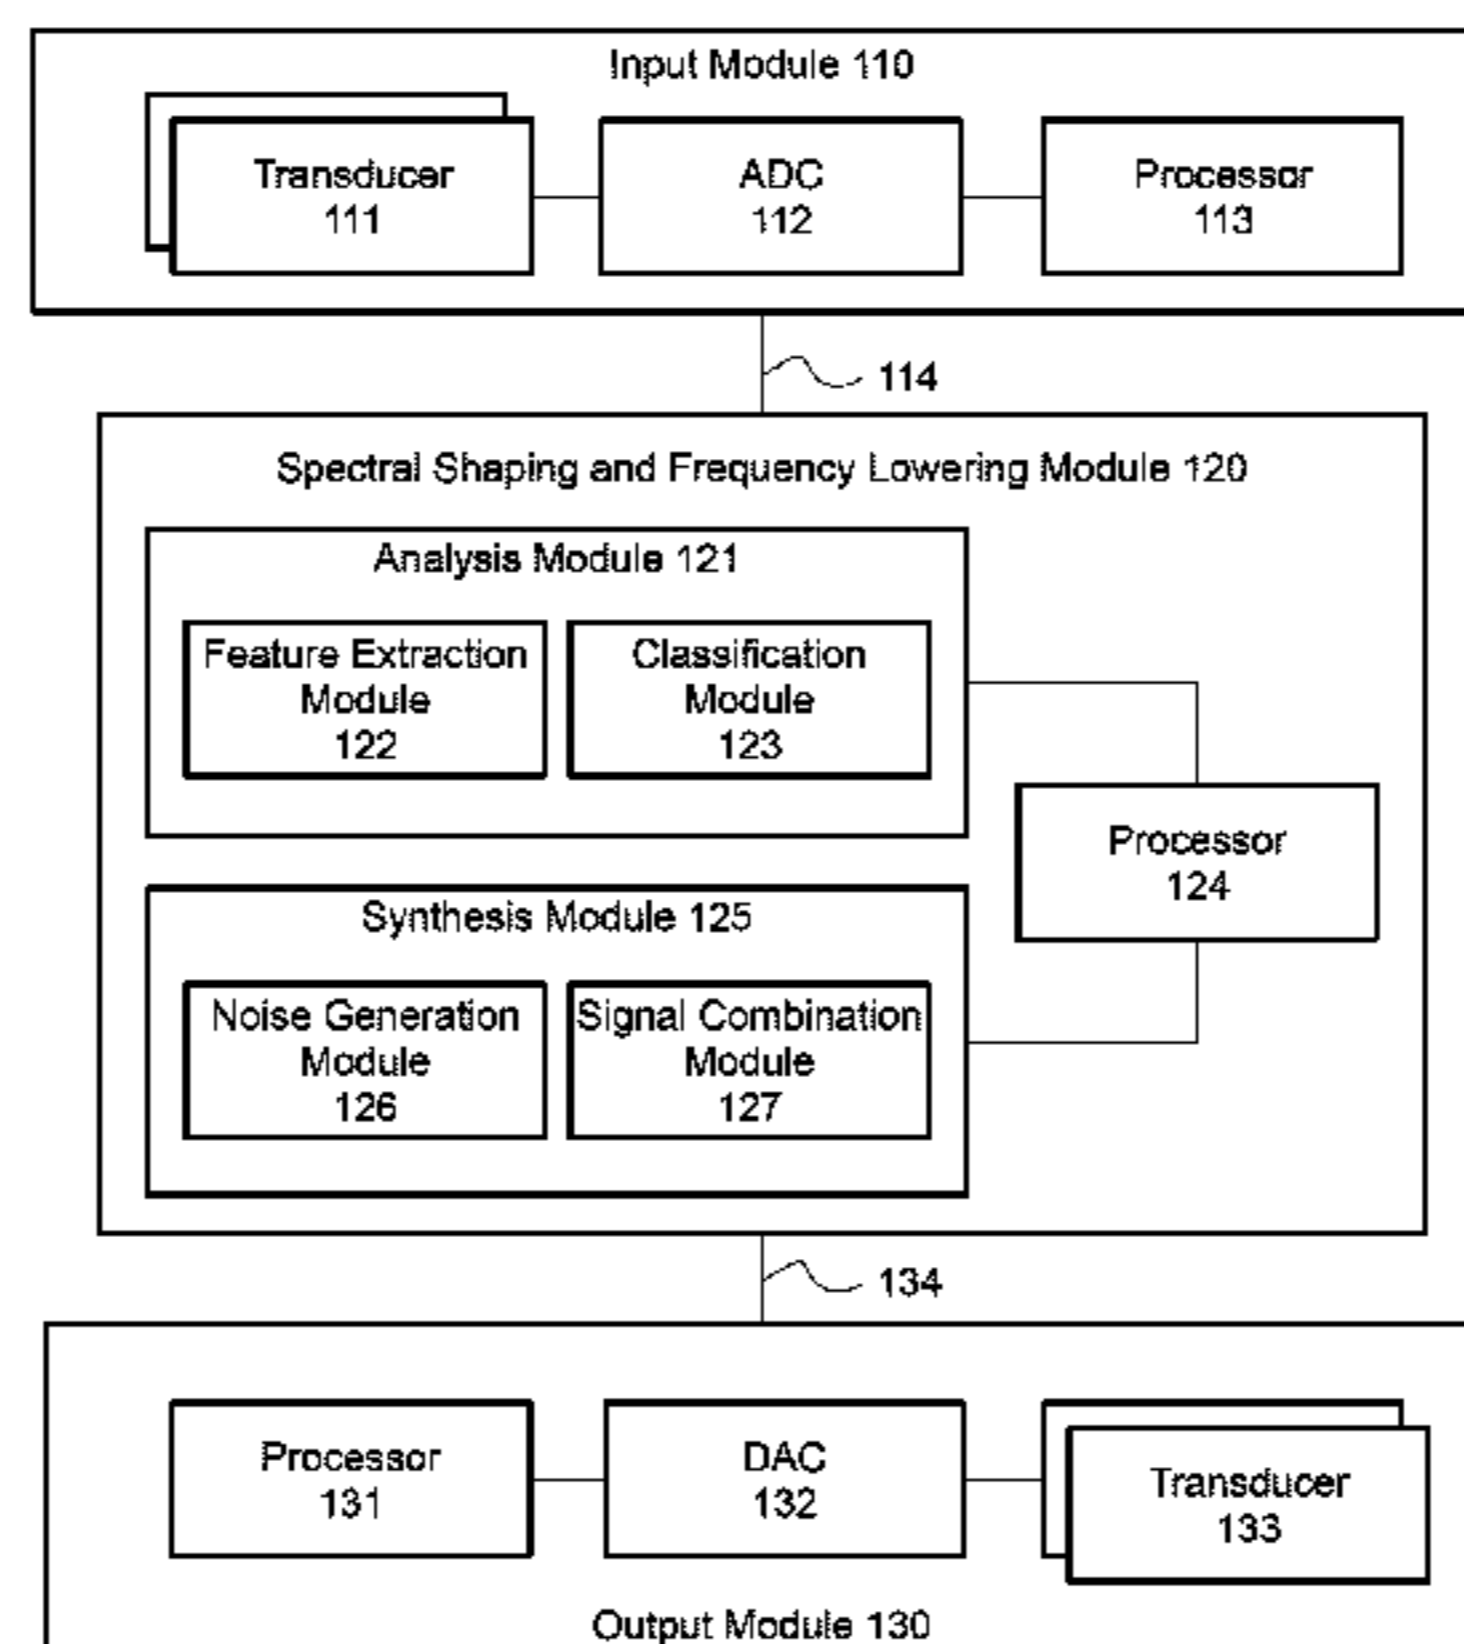 Input Module 110
Transducer
111
ADC
112
Processor
113
114
Spectral Shaping and Frequency Lowering Module 120
Analysis Module 121
Feature Extraction
Module
122
Classification
Module
123
Processor
124
Synthesis Module 125
Noise Generation
Module
126
Signal Combination
Module
127
134
Processor
131
DAC
132
Transducer
133
Output Module 130